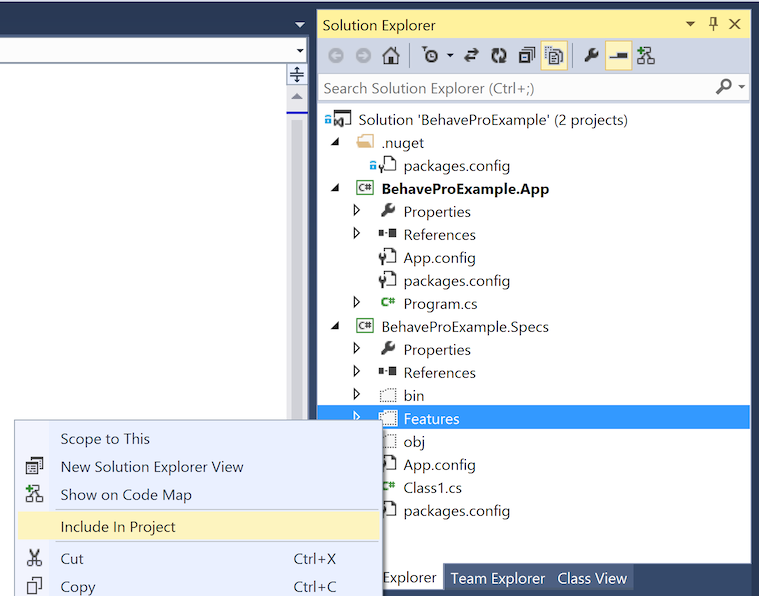 Solution Explorer
Search Solution Explorer (Ctrl+;)
Solution 'BehaveProExample' (2 projects)
.nuget
packages.config
C# BehaveProExample.App
Properties
References
App.config
packages.config
C# Program.cs
C# BehaveProExample.Specs
Properties
References
bin
Features
obj
App.config
Class1.cs
packages.config
Scope to This
New Solution Explorer View
Show on Code Map
Include In Project
Cut Ctrl+X
Copy Ctrl+C
Explorer Team Explorer Class View